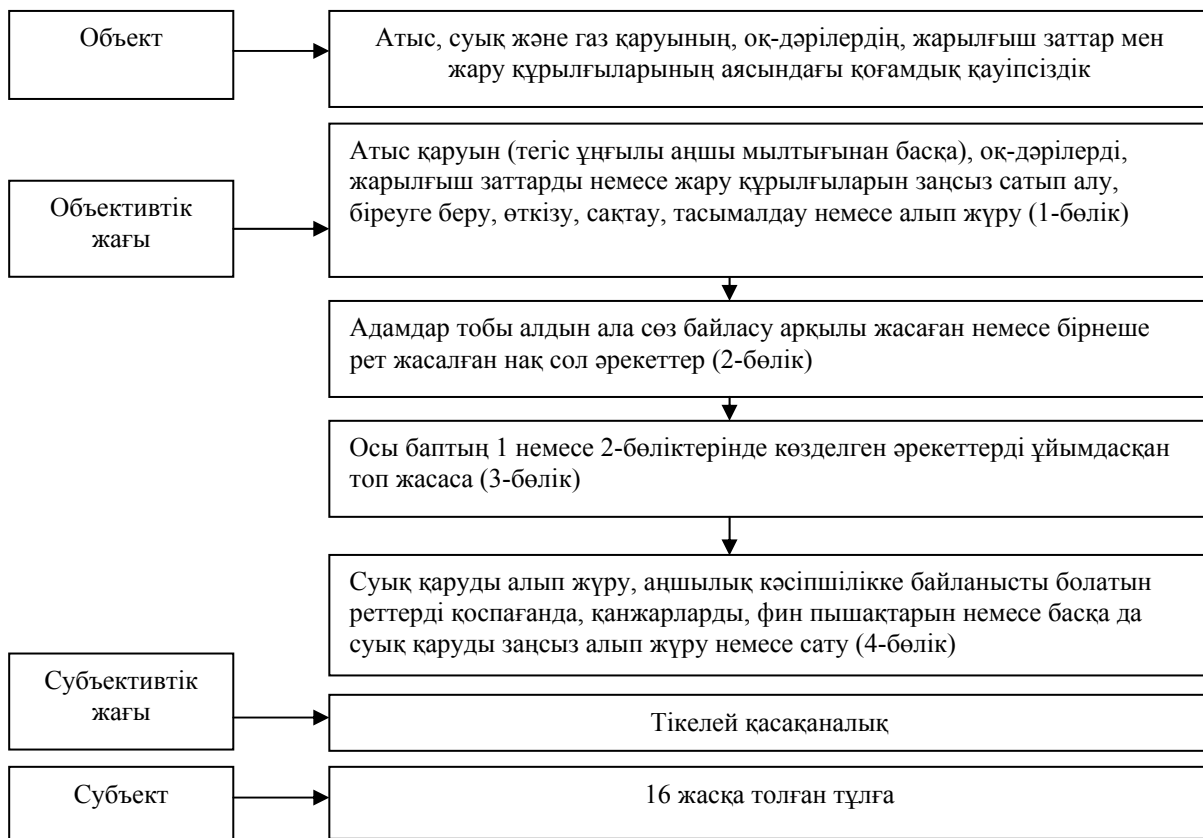 Объект
Атыс, суық және газ қаруының, оқ-дәрілердің, жарылғыш заттар мен
жару құрылғыларының аясындағы қоғамдық қауіпсіздік
Объективтік
жағы
Атыс қаруын (тегіс ұңғылы аңшы мылтығынан басқа), оқ-дәрілерді,
жарылғыш заттарды немесе жару құрылғыларын заңсыз сатып алу,
біреуге беру, өткізу, сақтау, тасымалдау немесе алып жүру (1-бөлік)
Адамдар тобы алдын ала сөз байласу арқылы жасаған немесе бірнеше
рет жасалған нақ сол әрекеттер (2-бөлік)
Осы баптың 1 немесе 2-бөліктерінде көзделген әрекеттерді ұйымдасқан
топ жасаса (3-бөлік)
Суық қаруды алып жүру, аңшылық кәсіпшілікке байланысты болатын
реттерді қоспағанда, қанжарларды, фин пышақтарын немесе басқа да
суық қаруды заңсыз алып жүру немесе сату (4-бөлік)
Субъективтік
жағы
Тікелей қасақаналық
Субъект
16 жасқа толған тұлға